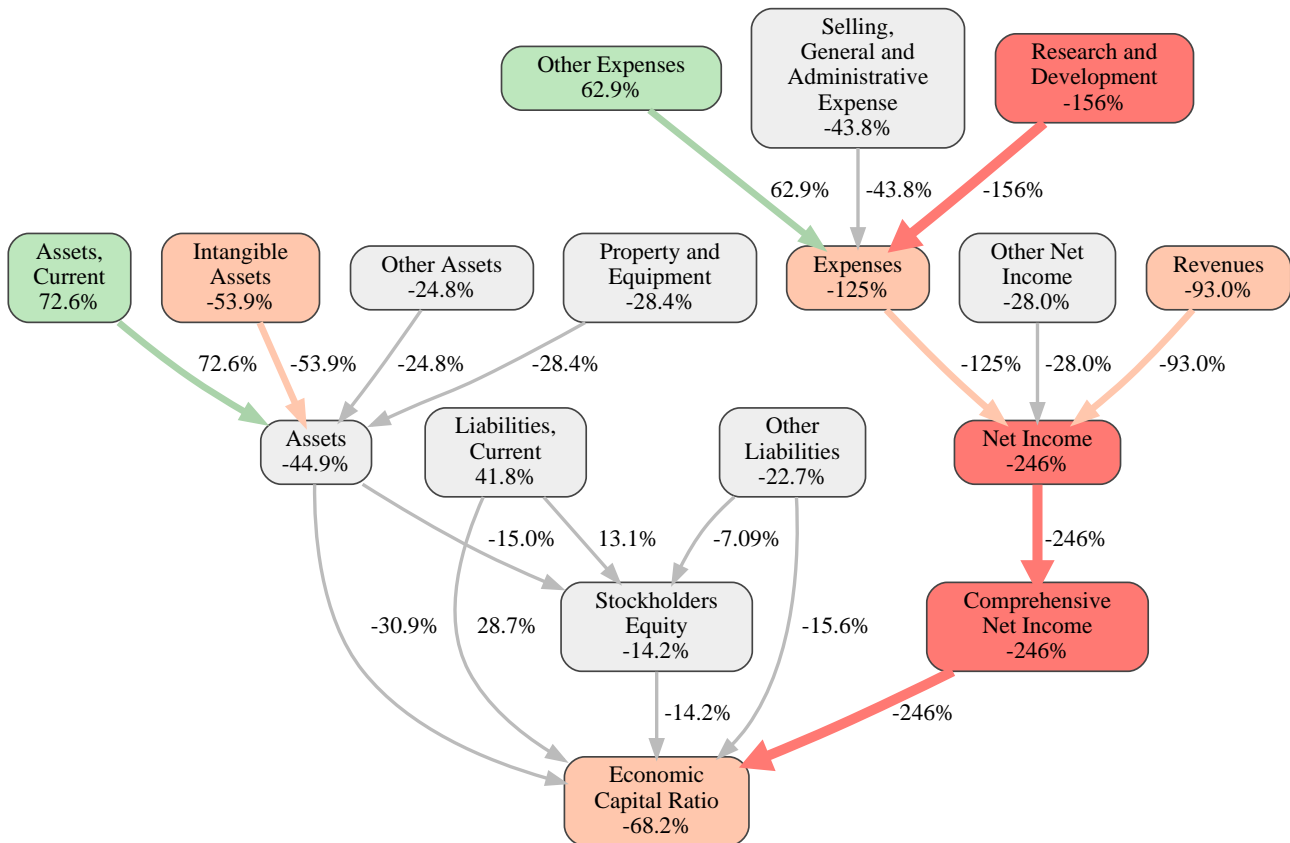 Selling,
General and
Administrative
Expense
-43.8%
Other Expenses
62.9%
Research and
Development
-156%
62.9%
-43.8%
-156%
Assets,
Current
72.6%
Intangible
Assets
-53.9%
Other Assets
-24.8%
Property and
Equipment
-28.4%
Expenses
-125%
Other Net
Income
-28.0%
Revenues
-93.0%
72.6%
-53.9%
-24.8%
-28.4%
-125%
-28.0%
-93.0%
Assets
-44.9%
Liabilities,
Current
41.8%
Other
Liabilities
-22.7%
Net Income
-246%
-15.0%
13.1%
-7.09%
-246%
-30.9%
28.7%
Stockholders
Equity
-14.2%
-15.6%
Comprehensive
Net Income
-246%
-14.2%
-246%
Economic
Capital Ratio
-68.2%